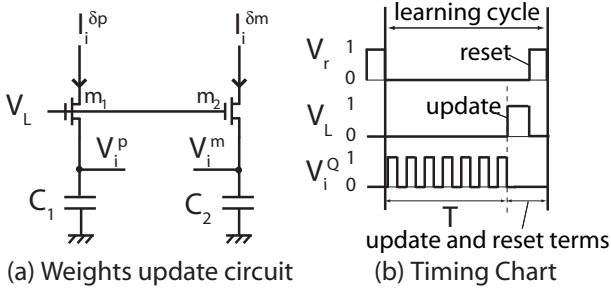 I_i^δp
I_i^δm
V_L
m_1
m_2
V_i^p
V_i^m
C_1
C_2
(a) Weights update circuit
learning cycle
V_r
1
0
reset
V_L
1
0
update
V_i^Q
1
0
T
update and reset terms
(b) Timing Chart